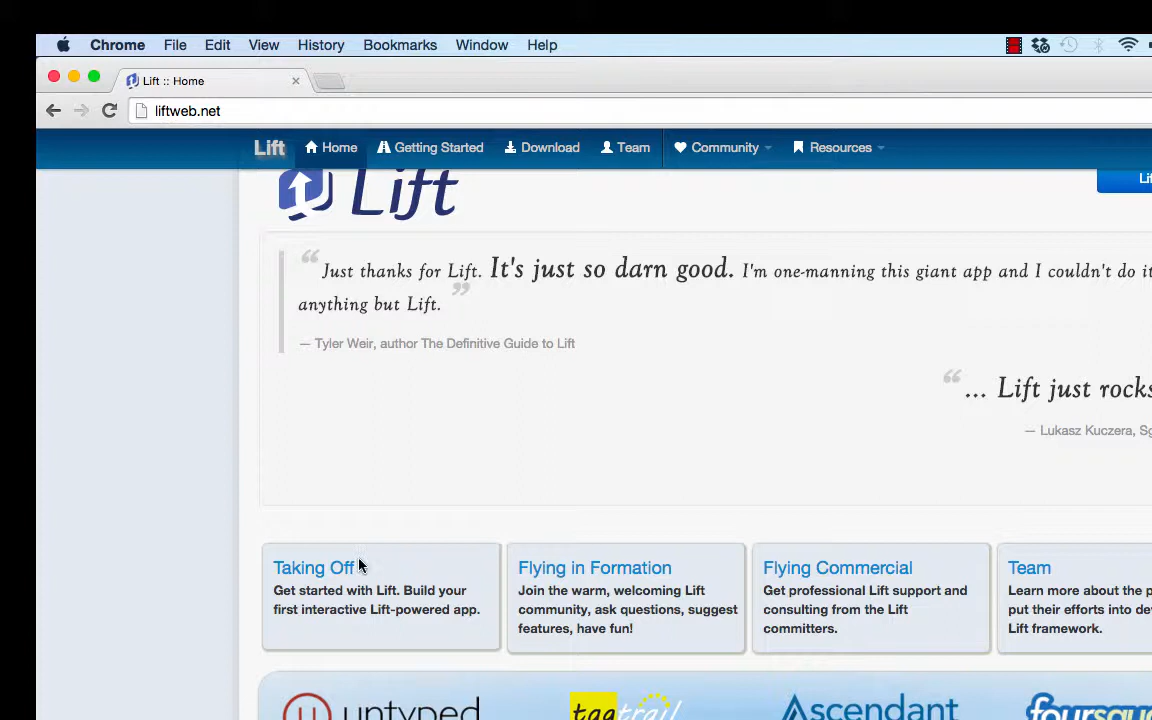 Chrome File Edit View History Bookmarks Window Help
Lift :: Home
liftweb.net
Lift Home Getting Started Download Team Community Resources
Lift
“ Just thanks for Lift. It's just so darn good. I'm one-manning this giant app and I couldn't do it
anything but Lift. ”
— Tyler Weir, author The Definitive Guide to Lift
“ ... Lift just rocks
— Lukasz Kuczera,
Taking Off Flying in Formation Flying Commercial Team
Get started with Lift. Build your Join the warm, welcoming Lift Get professional Lift support and Learn more about the
first interactive Lift-powered app. community, ask questions, suggest consulting from the Lift put their efforts into
features, have fun! committers. Lift framework.
untyped tagtrail Ascendant